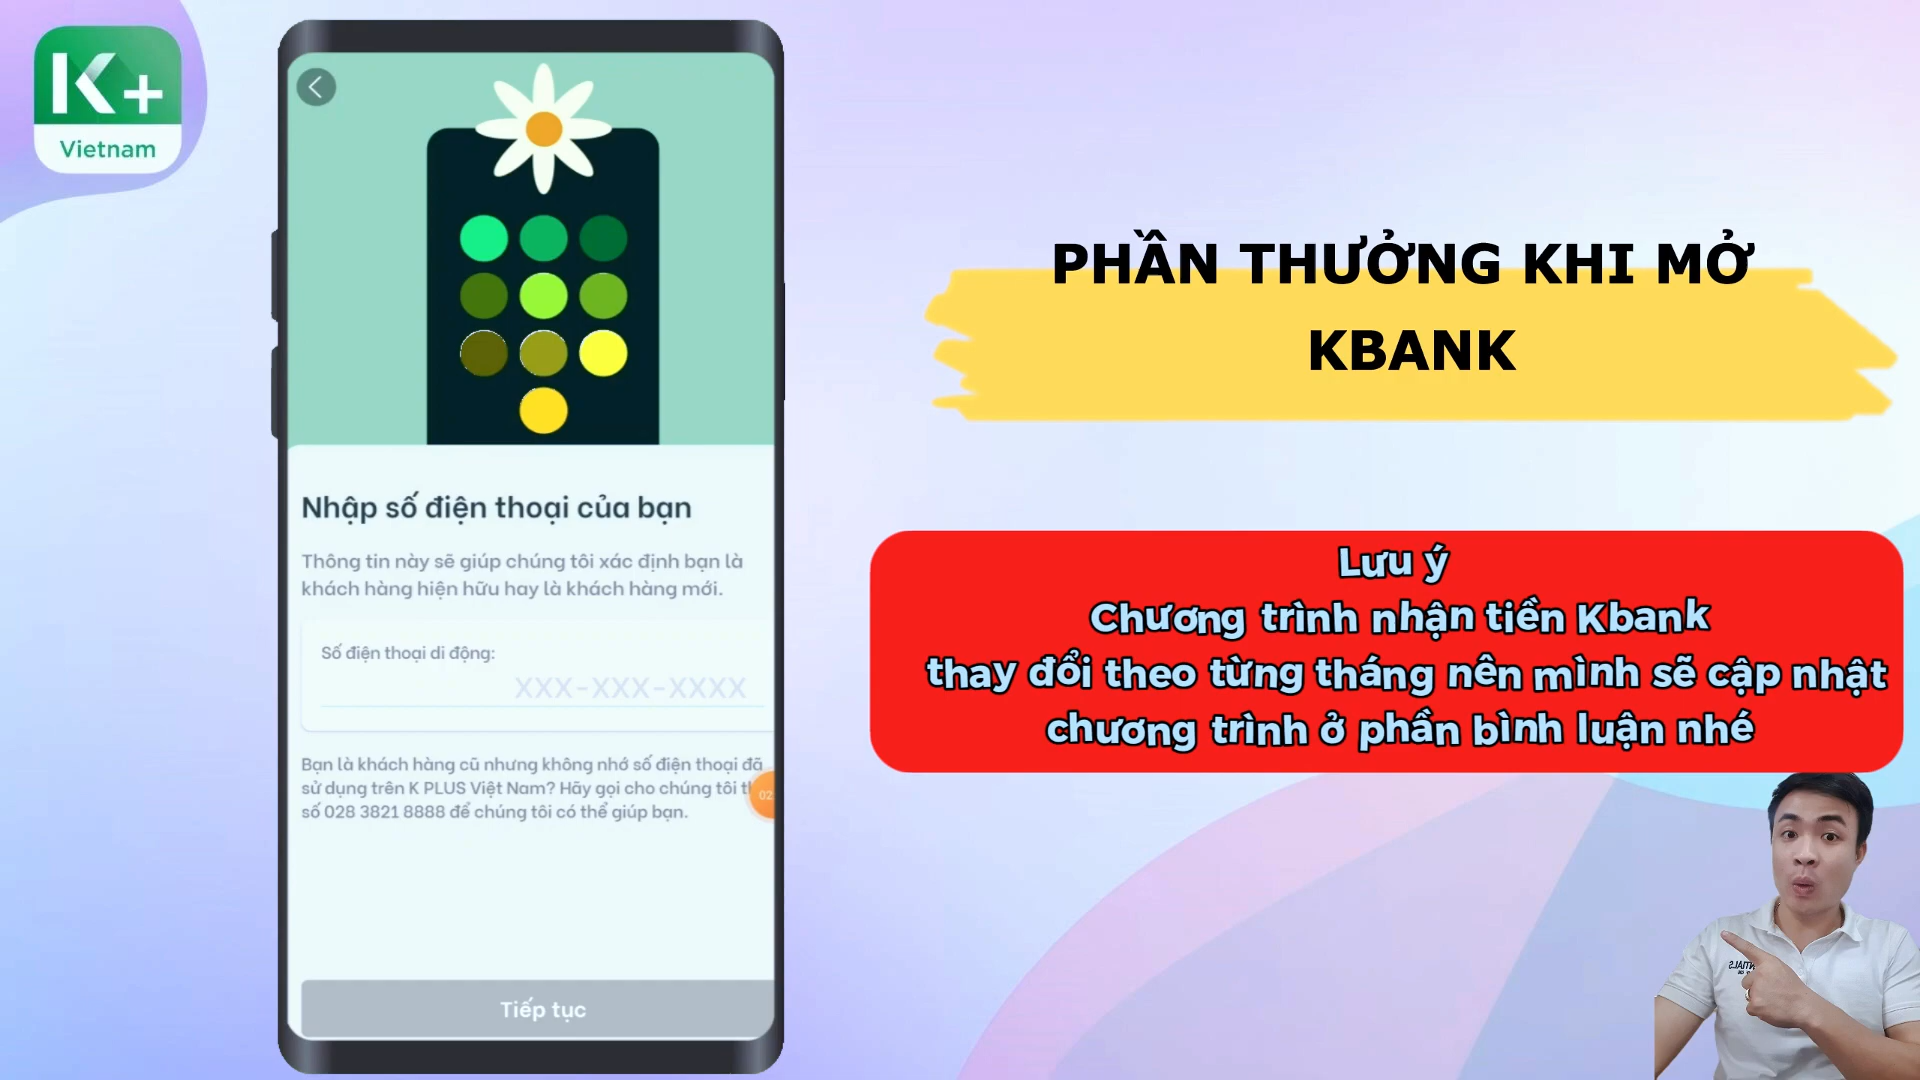 K+
Vietnam
Nhập số điện thoại của bạn
Thông tin này sẽ giúp chúng tôi xác định bạn là
khách hàng hiện hữu hay là khách hàng mới.
Số điện thoại di động:
XXX-XXX-XXXX
Bạn là khách hàng cũ nhưng không nhớ số điện thoại đã
sử dụng trên K PLUS Việt Nam? Hãy gọi cho chúng tôi
số 028 3821 8888 để chúng tôi có thể giúp bạn.
Tiếp tục
PHẦN THƯỞNG KHI MỞ
KBANK
Lưu ý
Chương trình nhận tiền Kbank
thay đổi theo từng tháng nên mình sẽ cập nhật
chương trình ở phần bình luận nhé